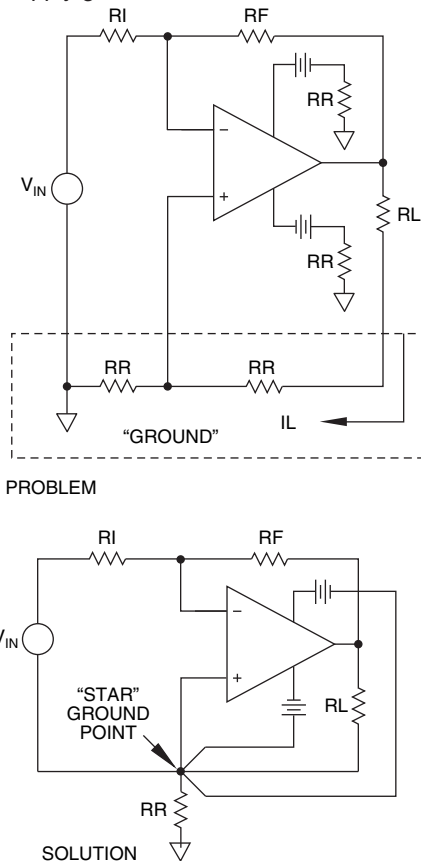 RI
RF
RR
V_IN
−
+
RL
RR
RR
RR
IL
“GROUND”
PROBLEM
RI
RF
−
V_IN
+
“STAR”
GROUND
POINT
RL
RR
SOLUTION